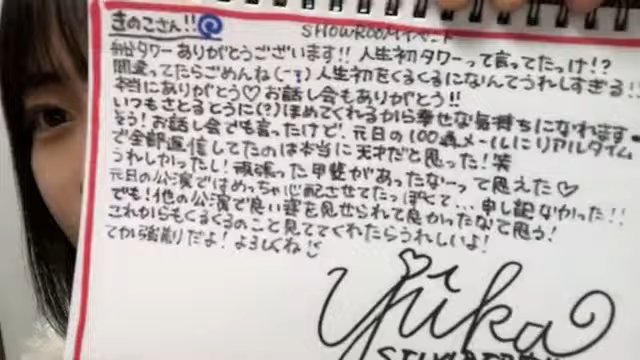 きのこさん!!
SHOWROOMイベント
タワーありがとうございます!! 人生初タワーって言ってたっけ!?
間違ってたらごめんね 人生初をくるくるになんてうれしすぎる!!
本当にありがとう♡お話し会もありがとう!!
いつもさとるとうに(?)ほめてくれるから幸せな気持ちになれますー
そう!お話し会でも言ったけど、元日の100通メールにリアルタイム
で全部返信してたのは本当に天才だと思った!笑
うれしかったし!頑張った甲斐があったなーって思えた♡
元日の公演ではめっちゃ心配させてたっぽくて...申し訳なかった!!
でも!他の公演で良い姿を見せられて良かったなて思う!
これからもくるくるのこと見ててくれたらうれしいよ!
てか強制だよ!よろしくね
Yuka
SHOWROOM